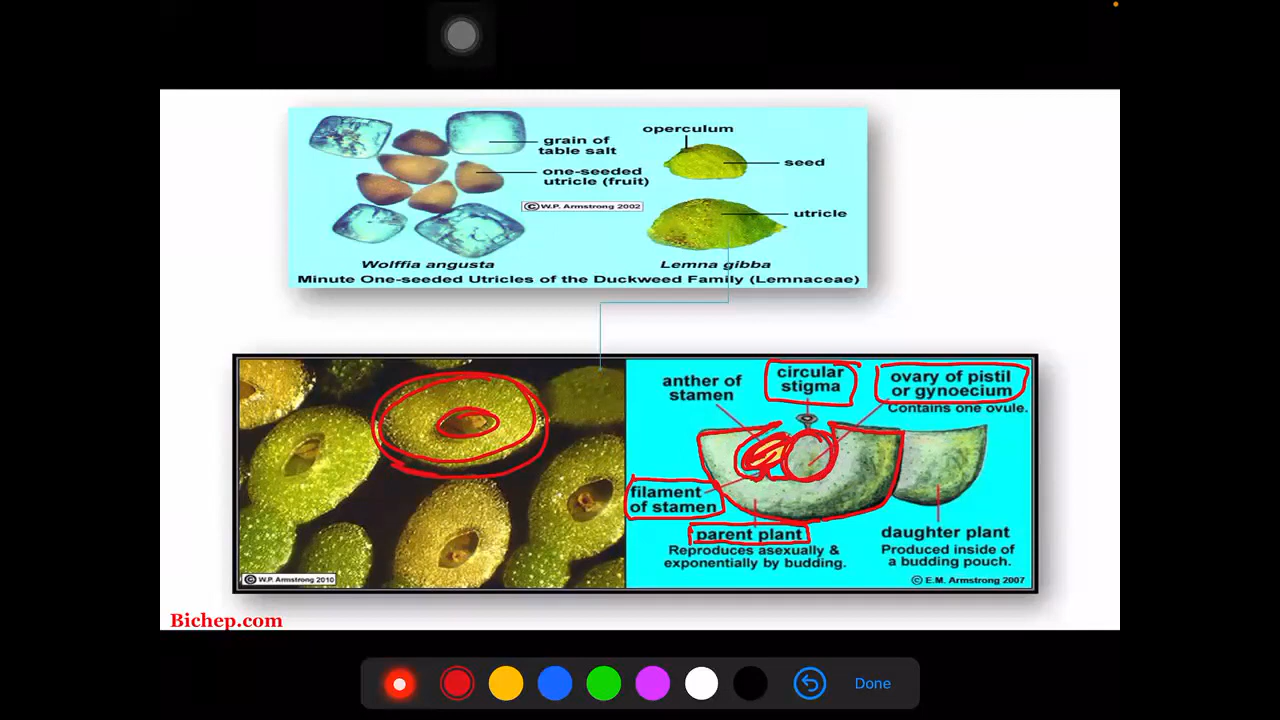 operculum
grain of
table salt
seed
one-seeded
utricle (fruit)
© W.P. Armstrong 2002
utricle
Wolffia angusta
Lemna gibba
Minute One-seeded Utricles of the Duckweed Family (Lemnaceae)
anther of
stamen
circular
stigma
ovary of pistil
or gynoecium
Contains one ovule.
filament
of stamen
parent plant
Reproduces asexually &
exponentially by budding.
daughter plant
Produced inside of
a budding pouch.
© W.P. Armstrong 2010
© E.M. Armstrong 2007
Bichep.com
Done